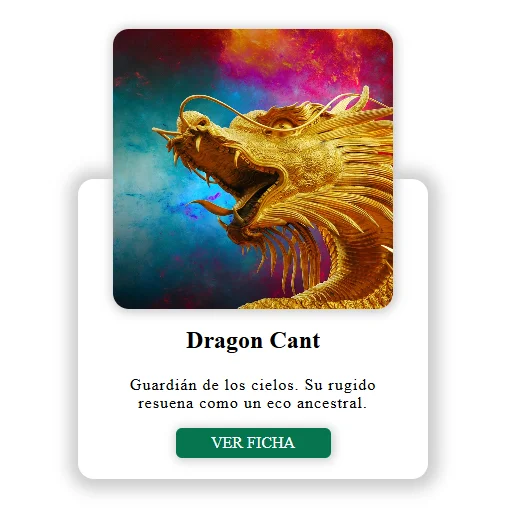 Dragon Cant
Guardián de los cielos. Su rugido
resuena como un eco ancestral.
VER FICHA